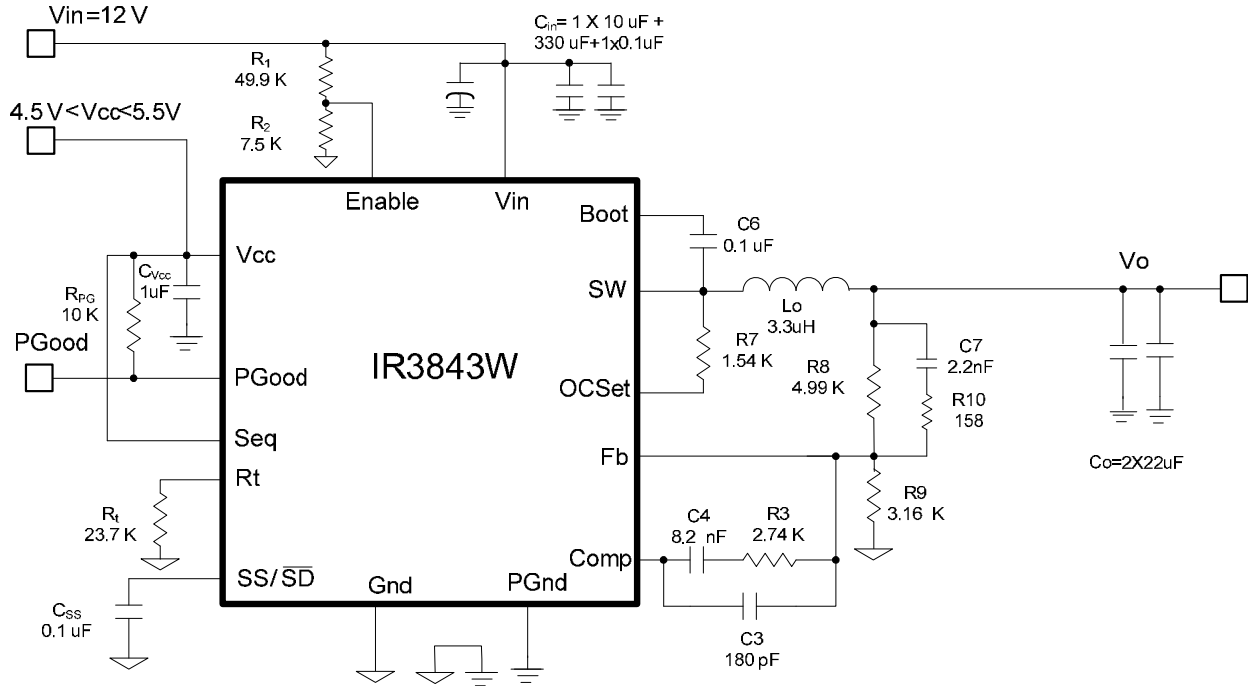 Vin=12 V
Cin= 1 X 10 uF +
330 uF+1x0.1uF
R1
49.9 K
4.5 V<Vcc<5.5V
R2
7.5 K
Enable
Vin
Boot
C6
0.1 uF
Vcc
CVcc
1uF
RPG
10 K
SW
Lo
3.3uH
Vo
PGood
PGood
IR3843W
R7
1.54 K
R8
4.99 K
C7
2.2nF
R10
158
OCSet
Seq
Fb
Co=2X22uF
Rt
Rt
23.7 K
R9
3.16 K
C4
8.2 nF
R3
2.74 K
Comp
SS/SD
Gnd
PGnd
CSS
0.1 uF
C3
180 pF